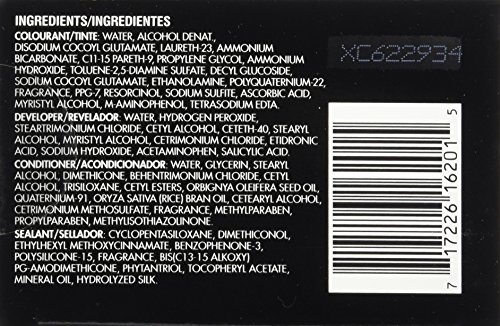 INGREDIENTS/INGREDIENTES
COLOURANT/TINTE: WATER, ALCOHOL DENAT,
DISODIUM COCOYL GLUTAMATE, LAURETH-23, AMMONIUM
BICARBONATE, C11-15 PARETH-9, PROPYLENE GLYCOL, AMMONIUM
HYDROXIDE, TOLUENE-2,5-DIAMINE SULFATE, DECYL GLUCOSIDE,
SODIUM COCOYL GLUTAMATE, ETHANOLAMINE, POLYQUATERNIUM-22,
FRAGRANCE, PPG-7, RESORCINOL, SODIUM SULFITE, ASCORBIC ACID,
MYRISTYL ALCOHOL, M-AMINOPHENOL, TETRASODIUM EDTA.
DEVELOPER/REVELADOR: WATER, HYDROGEN PEROXIDE,
STEARTRIMONIUM CHLORIDE, CETYL ALCOHOL, CETETH-40, STEARYL
ALCOHOL, MYRISTYL ALCOHOL, CETRIMONIUM CHLORIDE, ETIDRONIC
ACID, SODIUM HYDROXIDE, ACETAMINOPHEN, SALICYLIC ACID.
CONDITIONER/ACONDICIONADOR: WATER, GLYCERIN, STEARYL
ALCOHOL, DIMETHICONE, BEHENTRIMONIUM CHLORIDE, CETYL
ALCOHOL, TRISILOXANE, CETYL ESTERS, ORBIGNYA OLEIFERA SEED OIL,
QUATERNIUM-91, ORYZA SATIVA (RICE) BRAN OIL, CETEARYL ALCOHOL,
CETRIMONIUM METHOSULFATE, FRAGRANCE, METHYLPARABEN,
PROPYLPARABEN, METHYLISOTHIAZOLINONE.
SEALANT/SELLADOR: CYCLOPENTASILOXANE, DIMETHICONOL,
ETHYLHEXYL METHOXYCINNAMATE, BENZOPHENONE-3,
POLYSILICONE-15, FRAGRANCE, BIS(C13-15 ALKOXY)
PG-AMODIMETHICONE, PHYTANTRIOL, TOCOPHERYL ACETATE,
MINERAL OIL, HYDROLYZED SILK.
XC622934
7 17226 16201 5